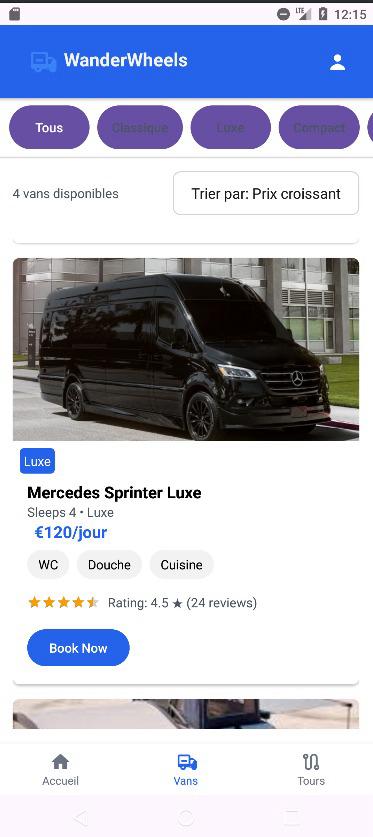 LTE 12:15
WanderWheels
Tous Classique Luxe Compact
4 vans disponibles Trier par: Prix croissant
Luxe
Mercedes Sprinter Luxe
Sleeps 4 • Luxe
€120/jour
WC Douche Cuisine
Rating: 4.5 ★ (24 reviews)
Book Now
Accueil Vans Tours